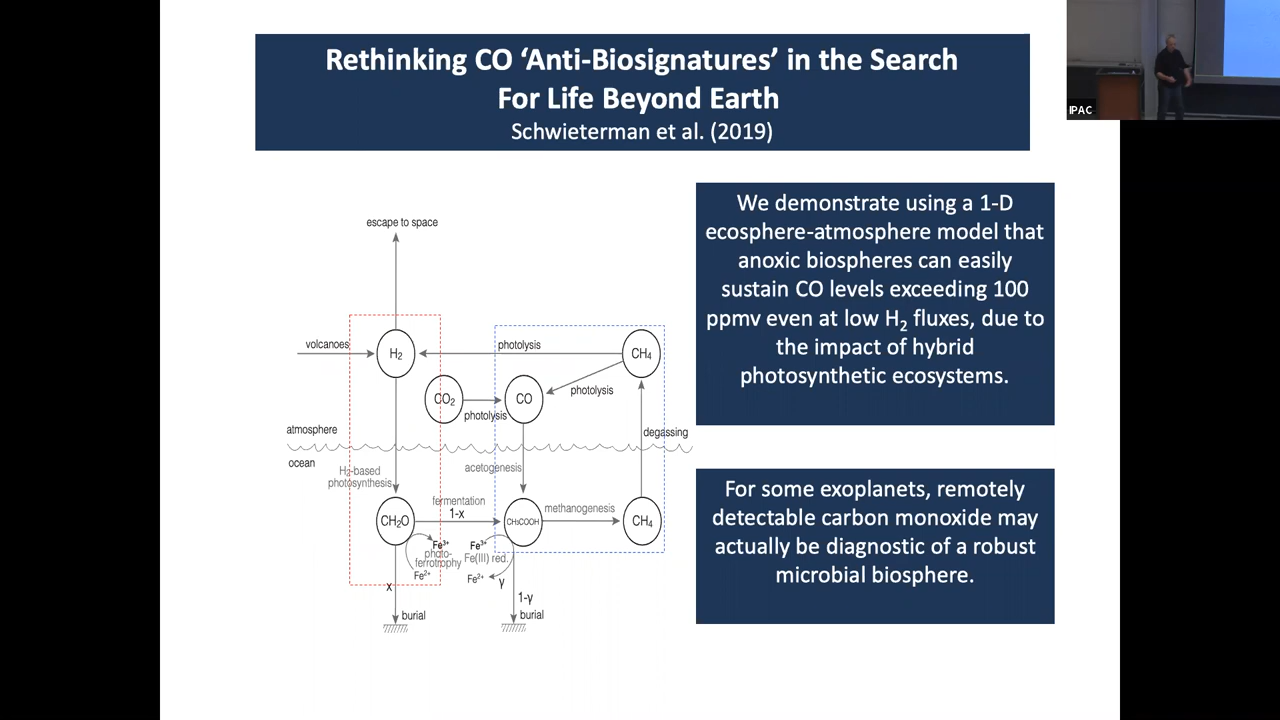 Rethinking CO ‘Anti-Biosignatures’ in the Search
For Life Beyond Earth
Schwieterman et al. (2019)
IPAC
We demonstrate using a 1-D
ecosphere-atmosphere model that
anoxic biospheres can easily
sustain CO levels exceeding 100
ppmv even at low H₂ fluxes, due to
the impact of hybrid
photosynthetic ecosystems.
For some exoplanets, remotely
detectable carbon monoxide may
actually be diagnostic of a robust
microbial biosphere.
escape to space
volcanoes
H₂
photolysis
CH₄
photolysis
CO₂
photolysis
CO
atmosphere
degassing
ocean
H₂-based
photosynthesis
acetogenesis
fermentation
1-x
methanogenesis
CH₂O
CH₃COOH
CH₄
Fe³⁺
photo-
ferrotrophy
Fe²⁺
Fe³⁺
Fe(III) red.
Fe²⁺
γ
x
1-γ
burial
burial